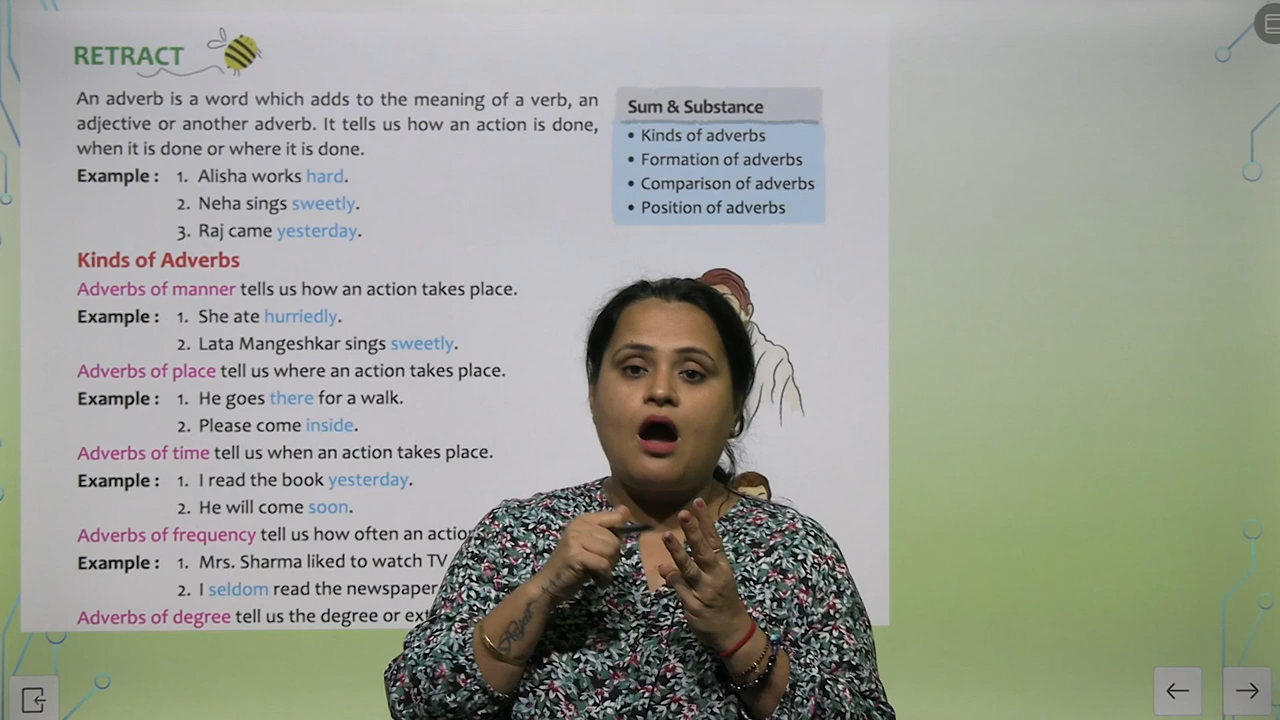 RETRACT
An adverb is a word which adds to the meaning of a verb, an
adjective or another adverb. It tells us how an action is done,
when it is done or where it is done.
Example : 1. Alisha works hard.
2. Neha sings sweetly.
3. Raj came yesterday.
Sum & Substance
• Kinds of adverbs
• Formation of adverbs
• Comparison of adverbs
• Position of adverbs
Kinds of Adverbs
Adverbs of manner tells us how an action takes place.
Example : 1. She ate hurriedly.
2. Lata Mangeshkar sings sweetly.
Adverbs of place tell us where an action takes place.
Example : 1. He goes there for a walk.
2. Please come inside.
Adverbs of time tell us when an action takes place.
Example : 1. I read the book yesterday.
2. He will come soon.
Adverbs of frequency tell us how often an
Example : 1. Mrs. Sharma liked to watch TV
2. I seldom read the newspaper
Adverbs of degree tell us the degree or